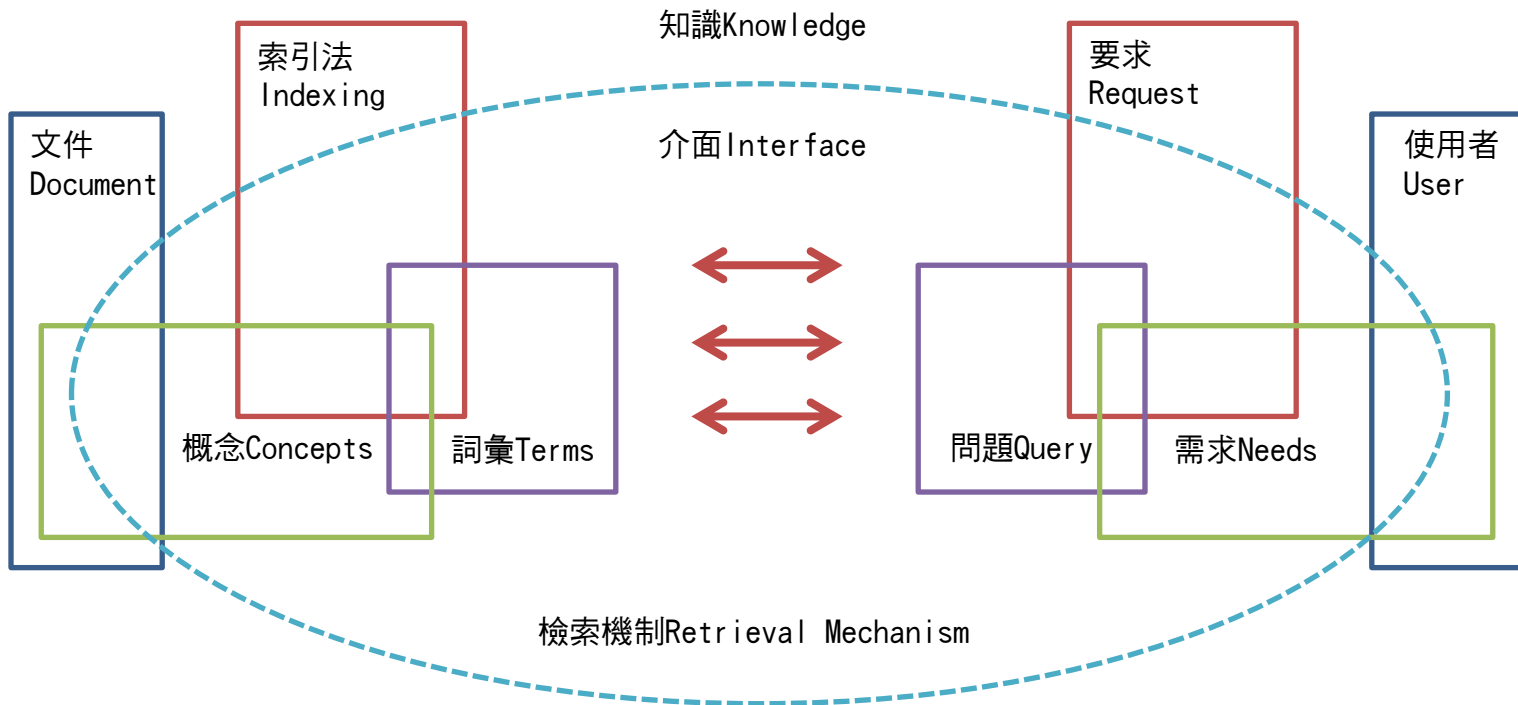 知識Knowledge
索引法
Indexing
要求
Request
文件
Document
介面Interface
使用者
User
概念Concepts
詞彙Terms
問題Query
需求Needs
檢索機制Retrieval Mechanism